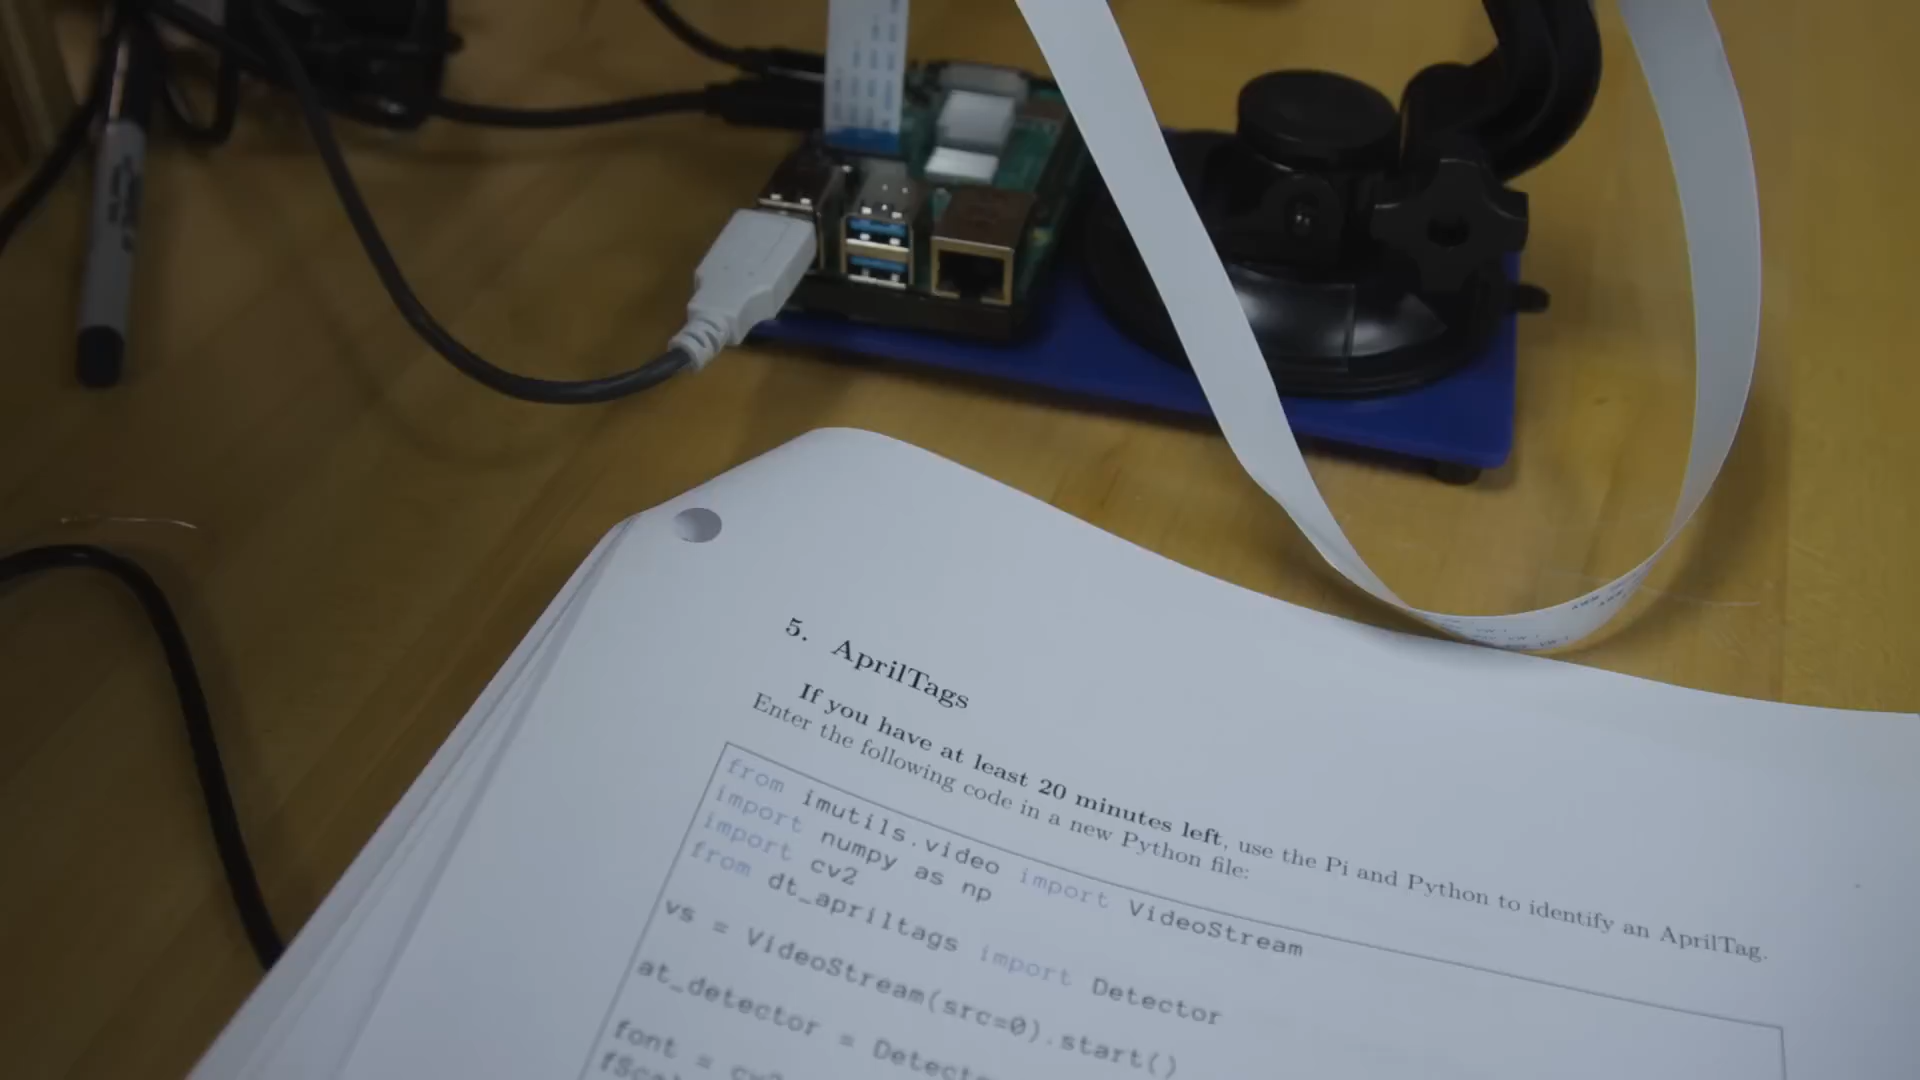 5. AprilTags
If you have at least 20 minutes left, use the Pi and Python to identify an AprilTag.
Enter the following code in a new Python file:
from imutils.video import VideoStream
import numpy as np
import cv2
from dt_apriltags import Detector
vs = VideoStream(src=0).start()
at_detector = Detec
font = cv2
fSca